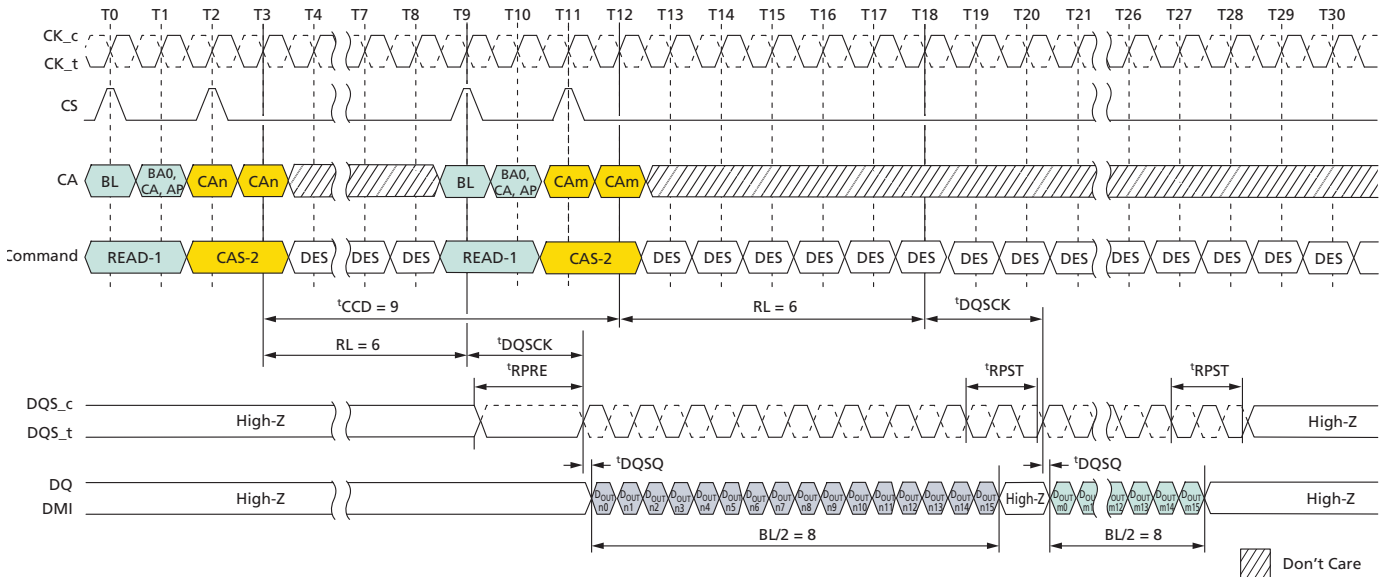 T0 T1 T2 T3 T4 T7 T8 T9 T10 T11 T12 T13 T14 T15 T16 T17 T18 T19 T20 T21 T26 T27 T28 T29 T30
CK_c
CK_t
CS
CA BL BA0, CA, AP CAn CAn BL BA0, CA, AP CAm CAm
Command READ-1 CAS-2 DES DES DES READ-1 CAS-2 DES DES DES DES DES DES DES DES DES DES DES DES DES DES
tCCD = 9 RL = 6 tDQSCK
RL = 6 tDQSCK
tRPRE tRPST tRPST
DQS_c
DQS_t
High-Z High-Z
tDQSQ tDQSQ
DQ
DMI
High-Z DOUT n0 DOUT n1 DOUT n2 DOUT n3 DOUT n4 DOUT n5 DOUT n6 DOUT n7 DOUT n8 DOUT n9 DOUT n10 DOUT n11 DOUT n12 DOUT n13 DOUT n14 DOUT n15 High-Z DOUT m0 DOUT m1 DOUT m12 DOUT m13 DOUT m14 DOUT m15 High-Z
BL/2 = 8 BL/2 = 8
Don't Care